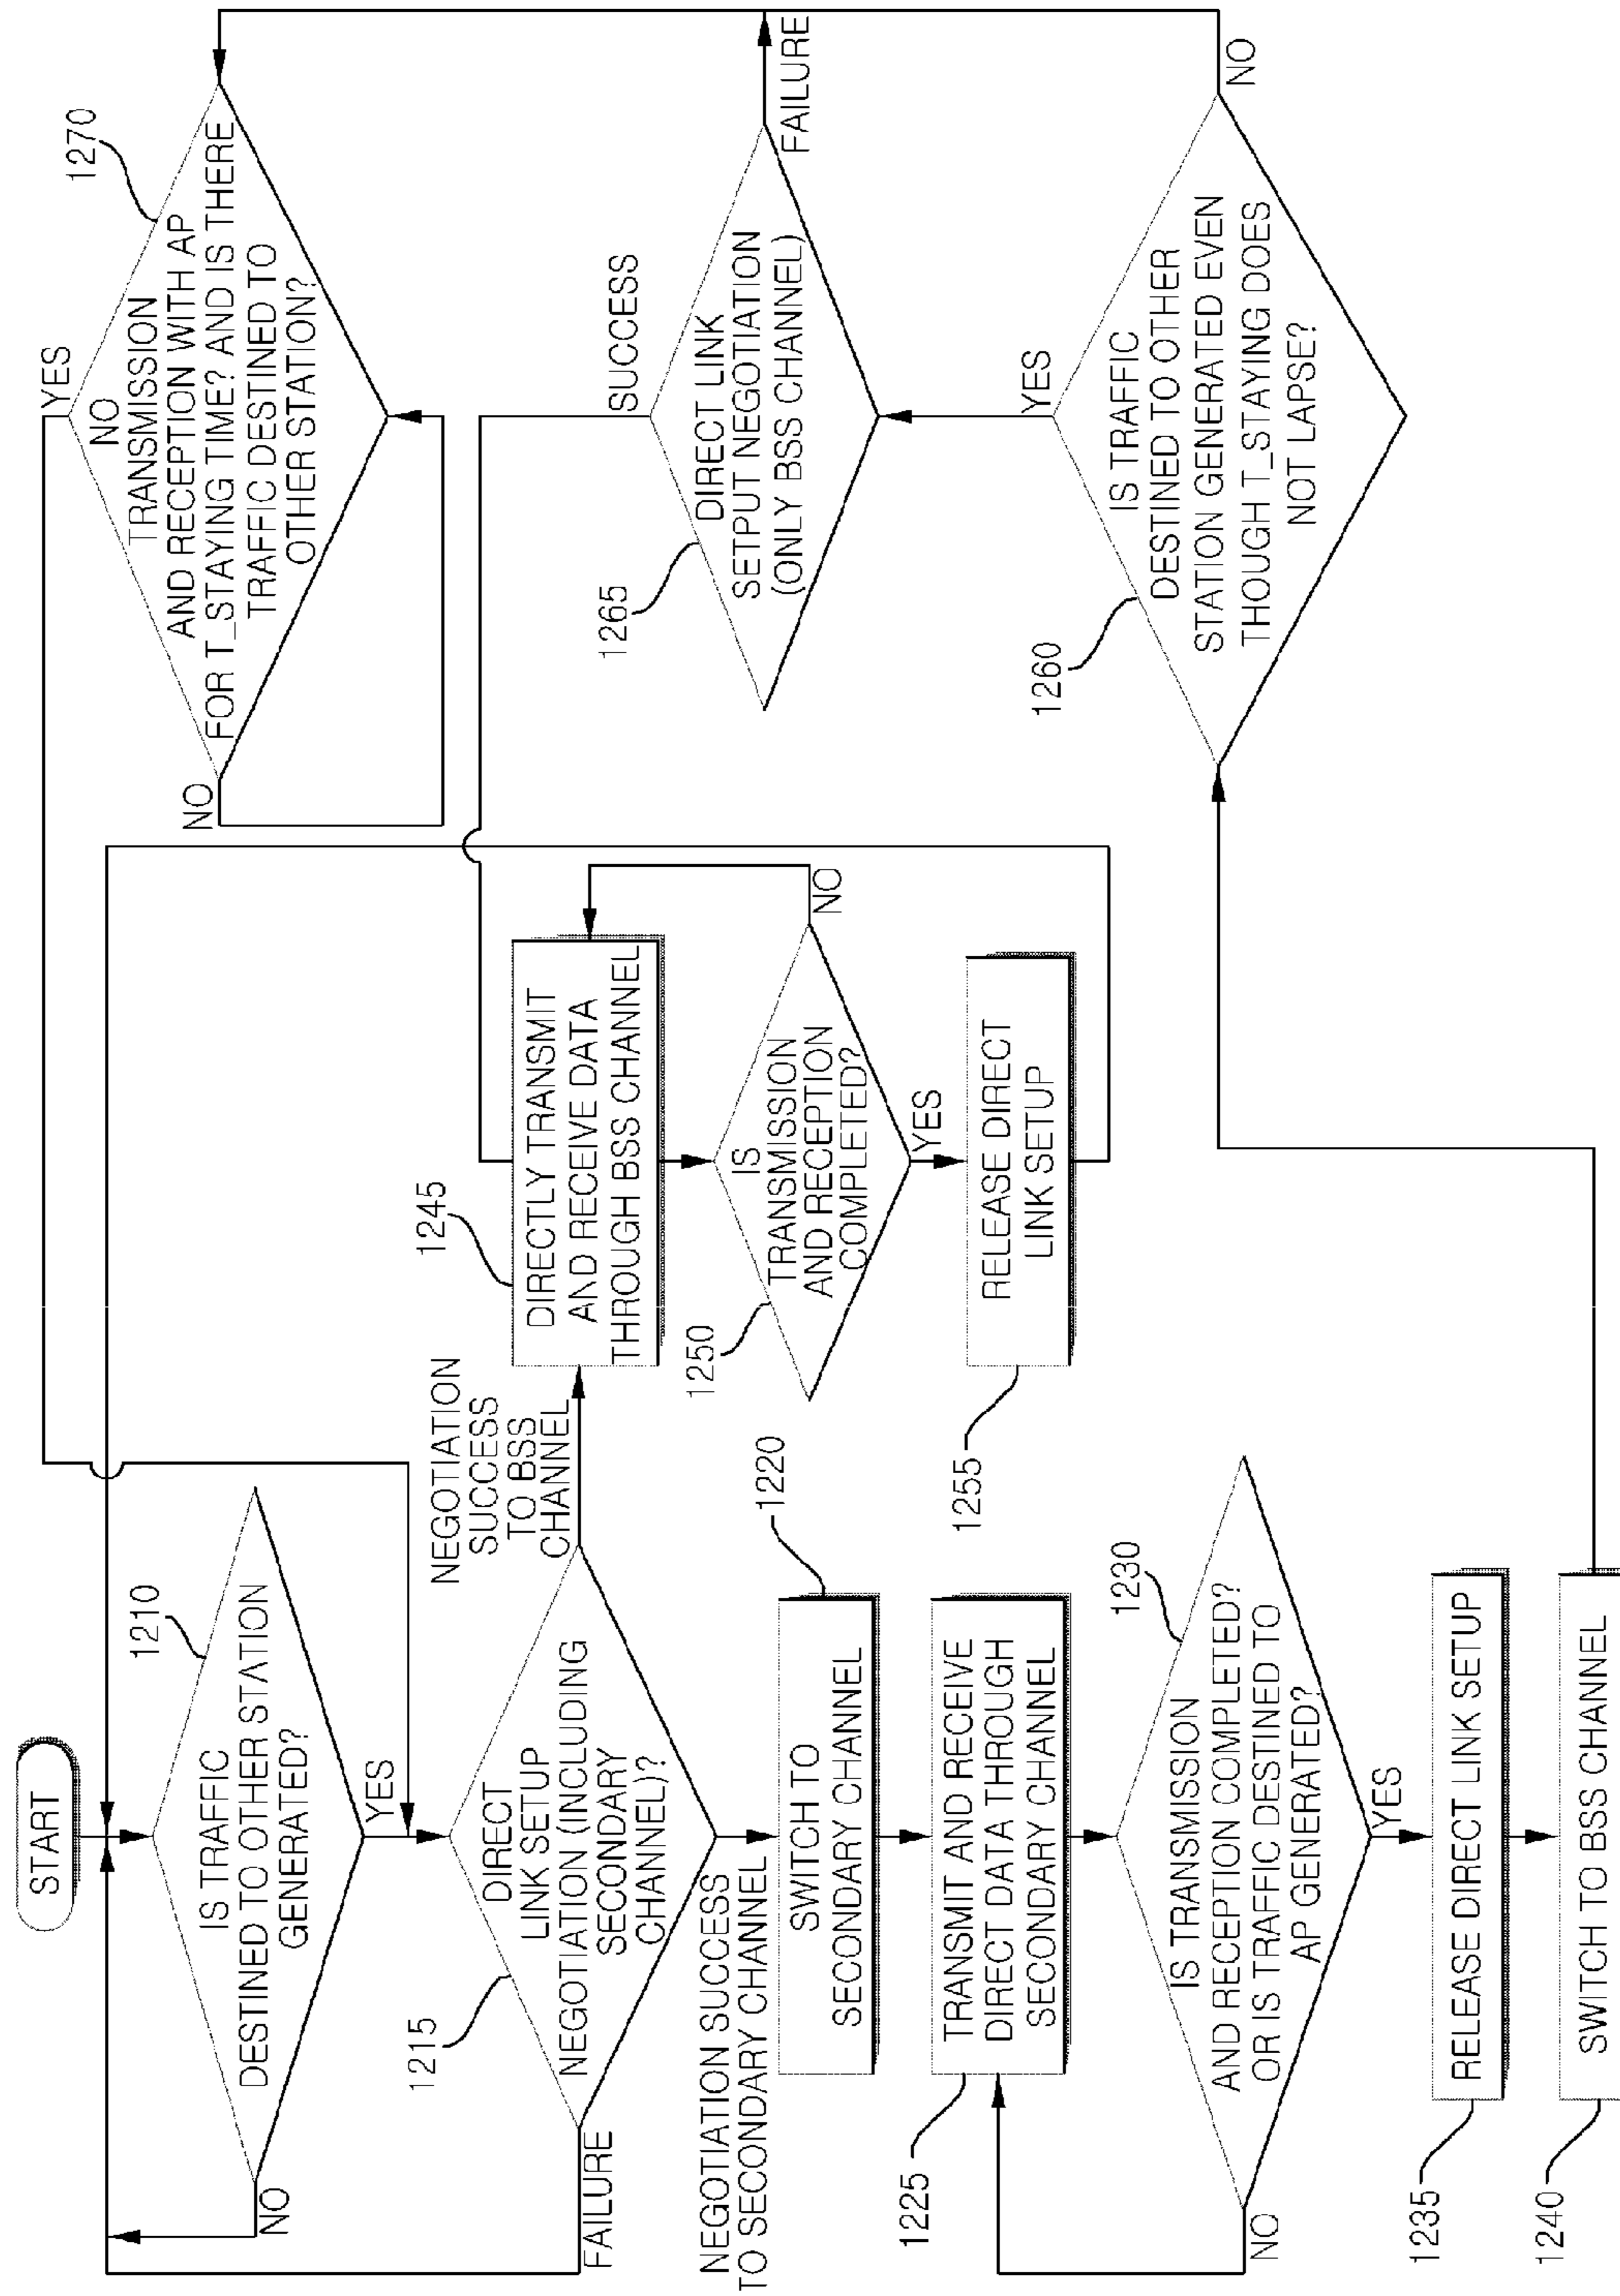 START
1210
IS TRAFFIC
DESTINED TO OTHER STATION
GENERATED?
NO
YES
1215
DIRECT
LINK SETUP
NEGOTIATION (INCLUDING
SECONDARY
CHANNEL)?
FAILURE
NEGOTIATION
SUCCESS
TO BSS
CHANNEL
NEGOTIATION SUCCESS
TO SECONDARY CHANNEL
1220
SWITCH TO
SECONDARY CHANNEL
1225
TRANSMIT AND RECEIVE
DIRECT DATA THROUGH
SECONDARY CHANNEL
1230
IS TRANSMISSION
AND RECEPTION COMPLETED?
OR IS TRAFFIC DESTINED TO
AP GENERATED?
NO
YES
1235
RELEASE DIRECT LINK SETUP
1240
SWITCH TO BSS CHANNEL
1245
DIRECTLY TRANSMIT
AND RECEIVE DATA
THROUGH BSS CHANNEL
1250
IS
TRANSMISSION
AND RECEPTION
COMPLETED?
NO
YES
1255
RELEASE DIRECT
LINK SETUP
1270
YES
NO
TRANSMISSION
AND RECEPTION WITH AP
FOR T_STAYING TIME? AND IS THERE
TRAFFIC DESTINED TO
OTHER STATION?
NO
1265
SUCCESS
DIRECT LINK
SETPUT NEGOTIATION
(ONLY BSS CHANNEL)
FAILURE
1260
YES
IS TRAFFIC
DESTINED TO OTHER
STATION GENERATED EVEN
THOUGH T_STAYING DOES
NOT LAPSE?
NO